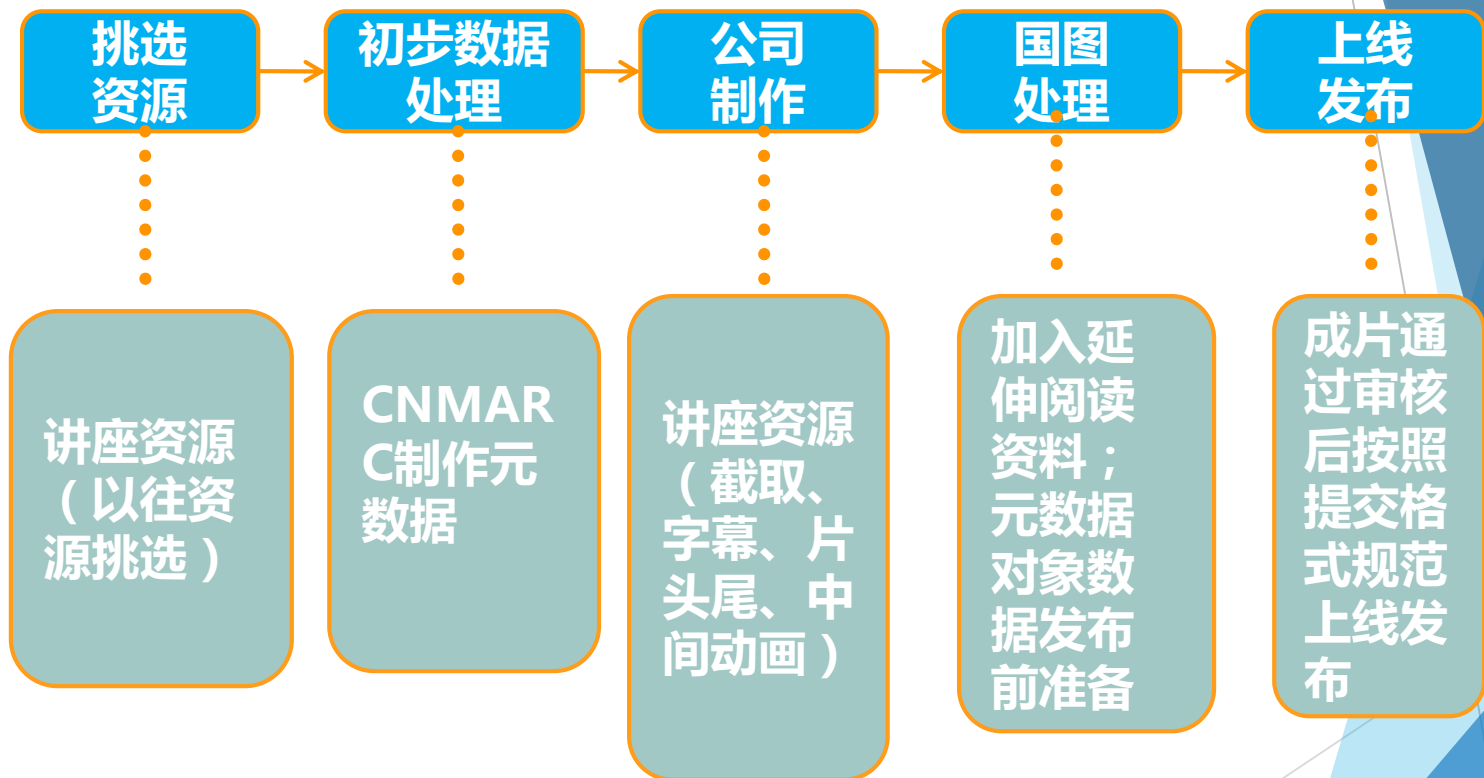 挑选
资源
初步数据
处理
公司
制作
国图
处理
上线
发布
讲座资源
（以往资
源挑选）
CNMAR
C制作元
数据
讲座资源
（截取、
字幕、片
头尾、中
间动画）
加入延
伸阅读
资料；
元数据
对象数
据发布
前准备
成片通
过审核
后按照
提交格
式规范
上线发
布